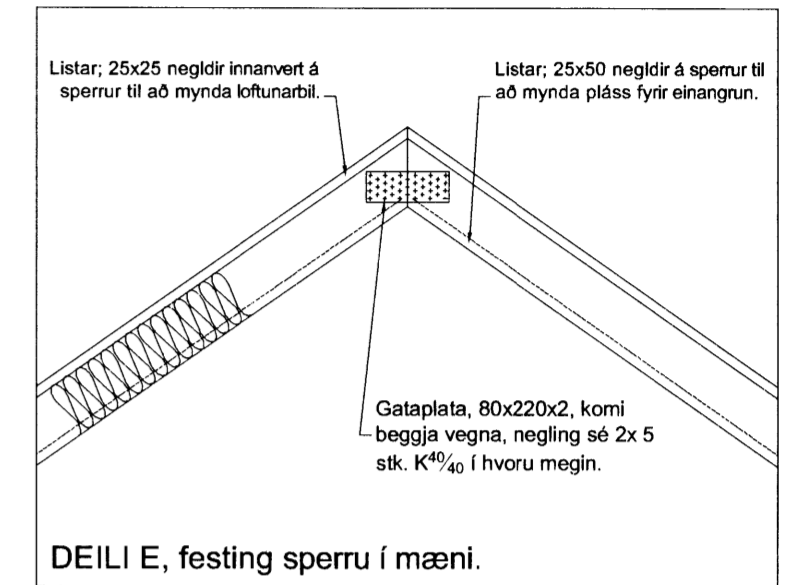 Listar; 25x25 negldir innanvert á
sperrur til að mynda loftunarbil.
Listar; 25x50 negldir á sperrur til
að mynda pláss fyrir einangrun.
Gataplata, 80x220x2, komi
beggja vegna, negling sé 2x 5
stk. K⁴⁰⁄₄₀ í hvoru megin.
DEILI E, festing sperru í mæni.